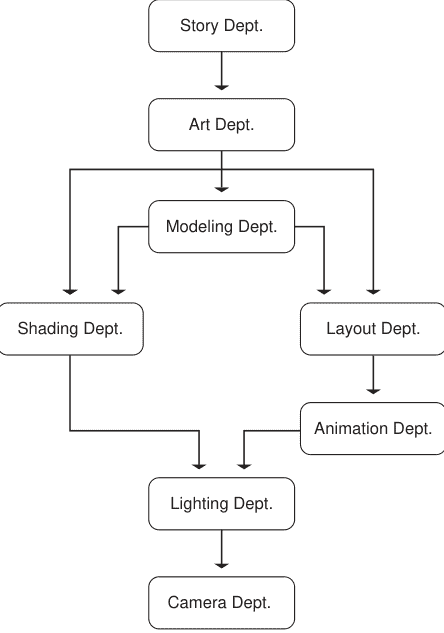 Story Dept.
Art Dept.
Modeling Dept.
Shading Dept.
Layout Dept.
Animation Dept.
Lighting Dept.
Camera Dept.